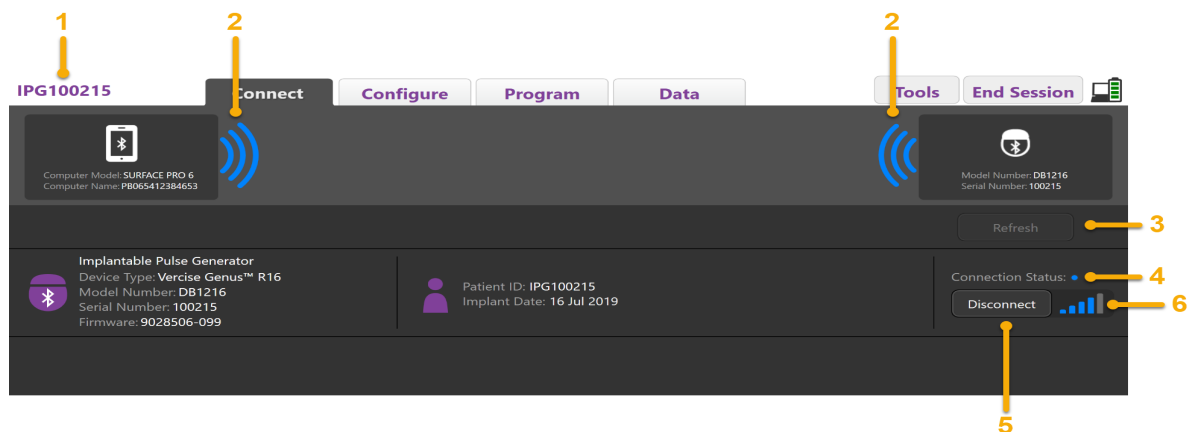 1
2
2
IPG100215
Connect
Configure
Program
Data
Tools
End Session
Computer Model: SURFACE PRO 6
Computer Name: PB065412384653
Model Number: DB1216
Serial Number: 100215
Refresh
3
Implantable Pulse Generator
Device Type: Vercise Genus™ R16
Model Number: DB1216
Serial Number: 100215
Firmware: 9028506-099
Patient ID: IPG100215
Implant Date: 16 Jul 2019
Connection Status:
4
Disconnect
6
5